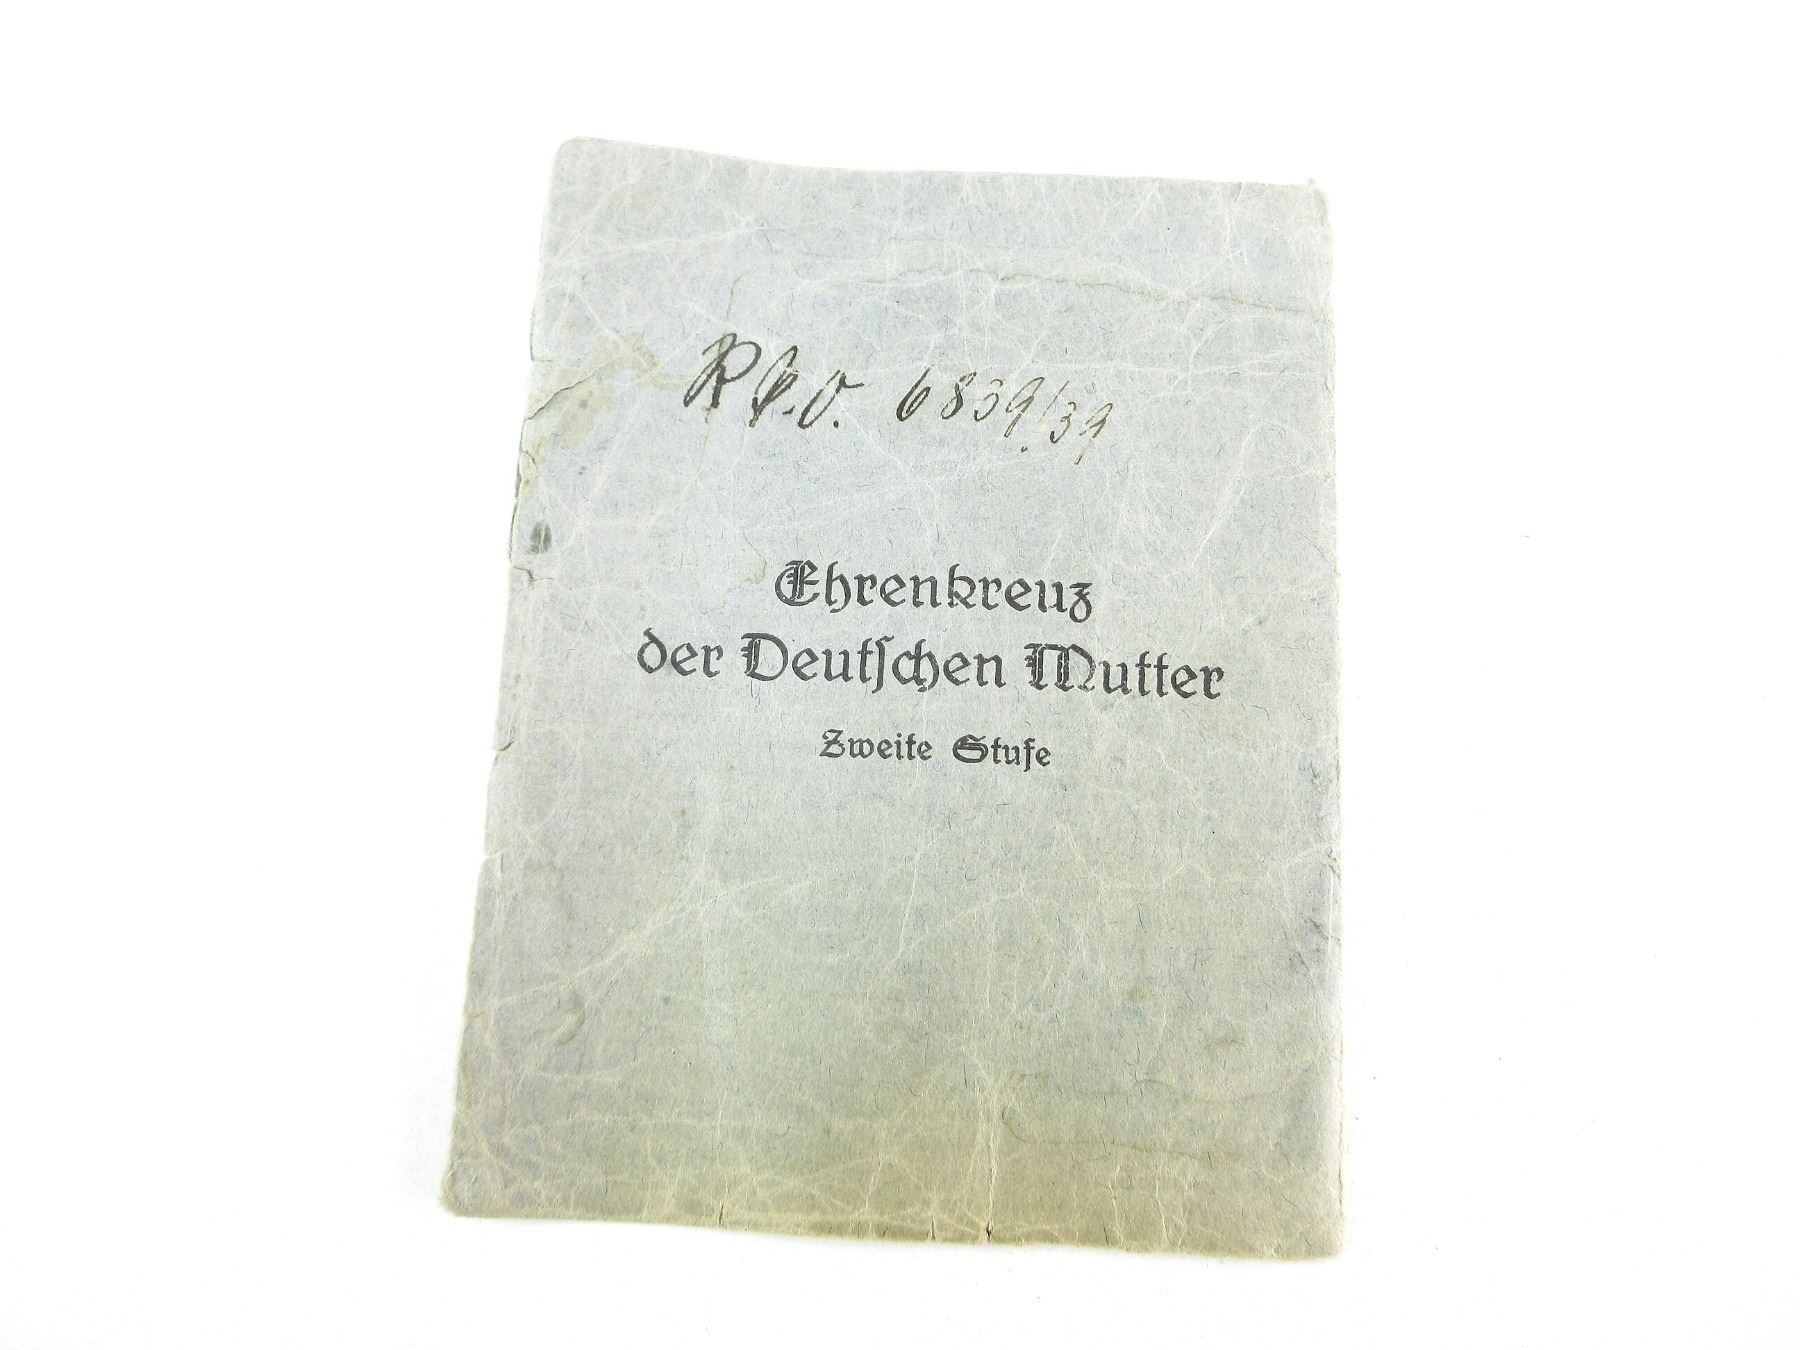 6839/39
Ehrenkreuz
der Deutschen Mutter
Zweite Stufe